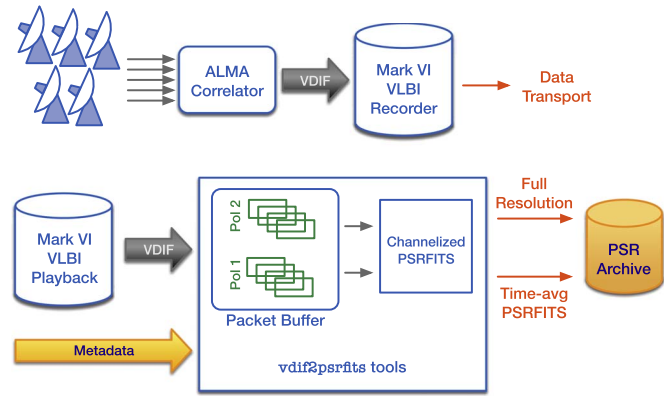 ALMA
Correlator
VDIF
Mark VI
VLBI
Recorder
Data
Transport
Mark VI
VLBI
Playback
VDIF
Pol 2
Pol 1
Packet Buffer
Channelized
PSRFITS
Full
Resolution
Time-avg
PSRFITS
PSR
Archive
Metadata
vdif2psrfits tools